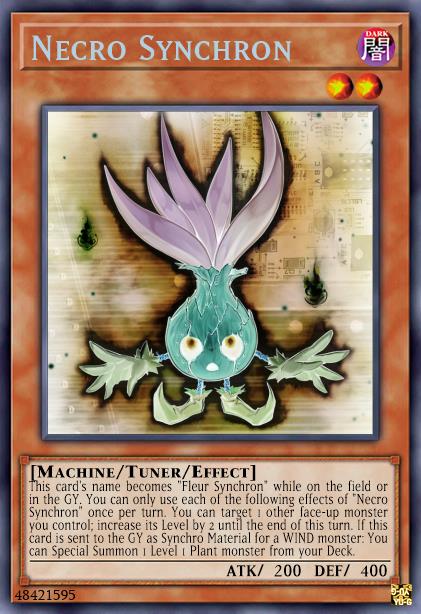 Necro Synchron
DARK
闇
[Machine/Tuner/Effect]
This card's name becomes "Fleur Synchron" while on the field or
in the GY. You can only use each of the following effects of "Necro
Synchron" once per turn. You can target 1 other face-up monster
you control; increase its Level by 2 until the end of this turn. If this
card is sent to the GY as Synchro Material for a WIND monster: You
can Special Summon 1 Level 1 Plant monster from your Deck.
ATK/ 200 DEF/ 400
48421595